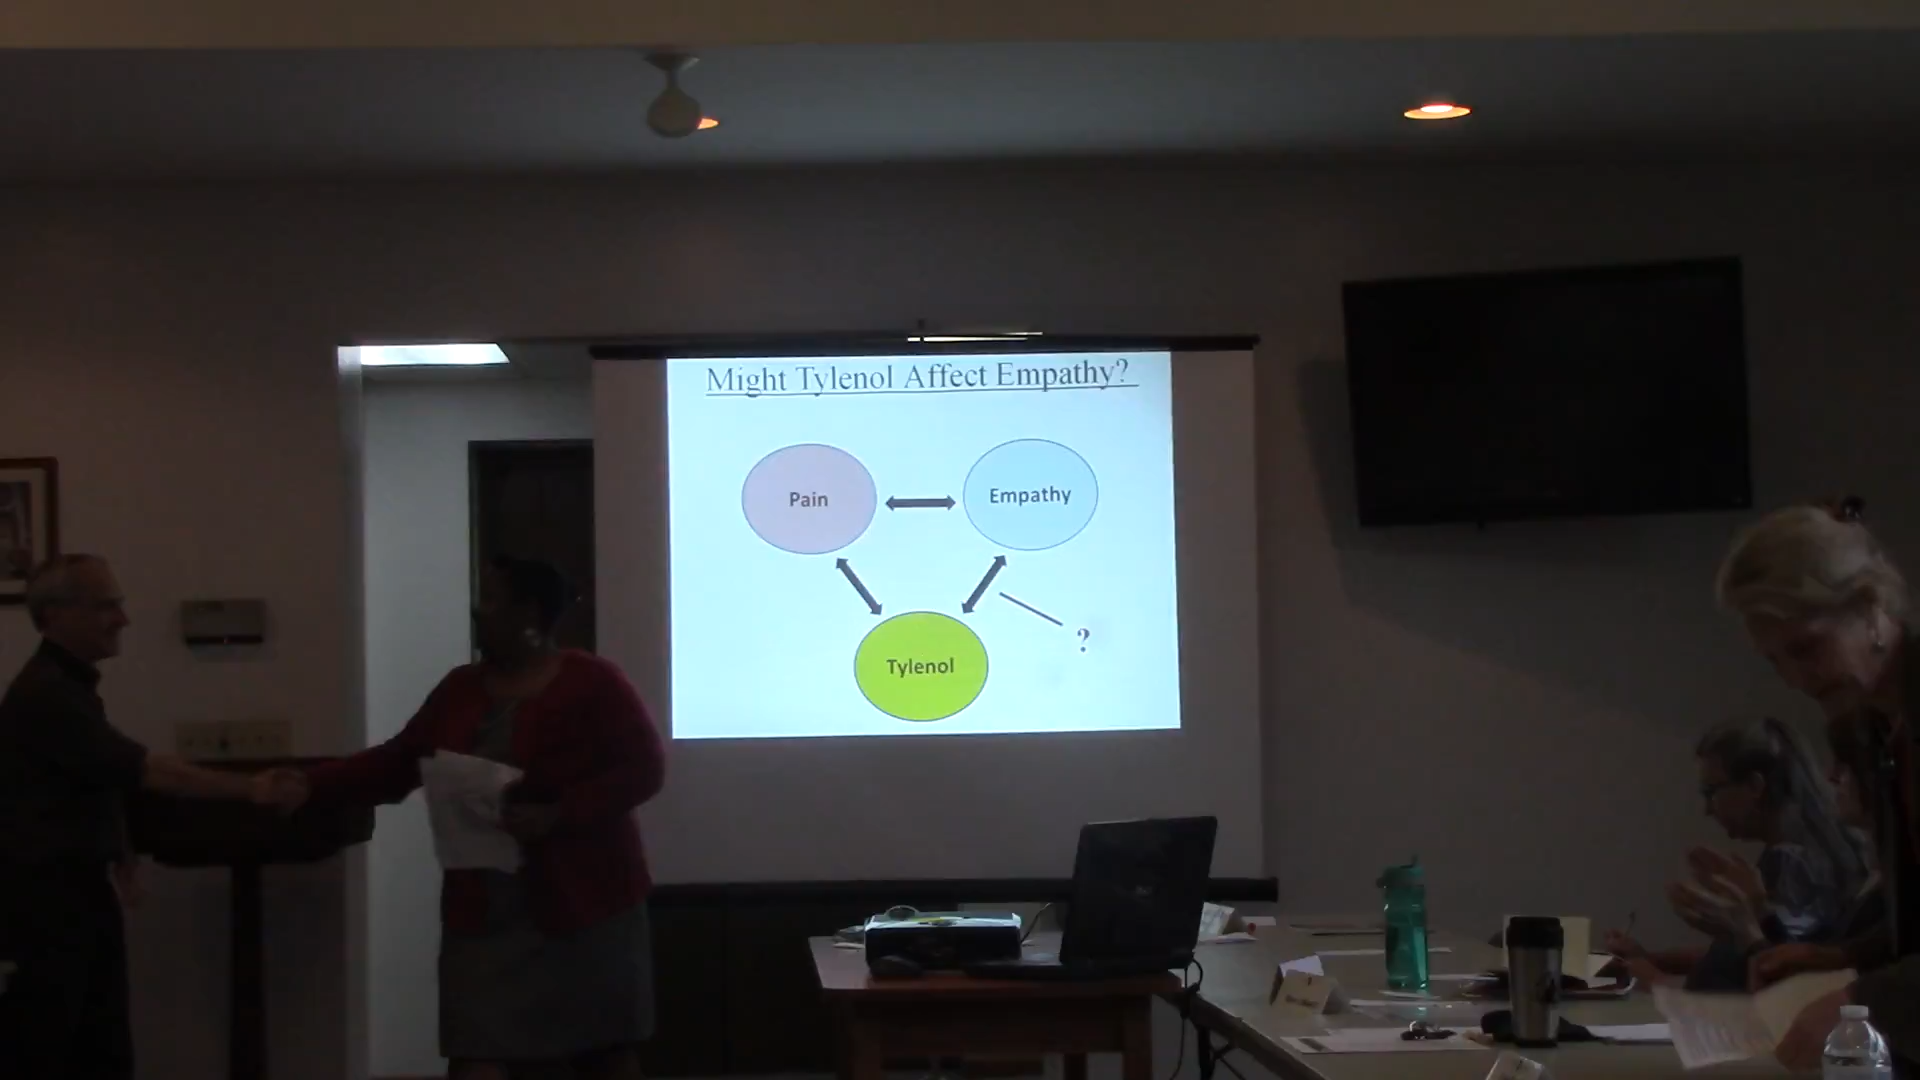 Might Tylenol Affect Empathy?
Pain
Empathy
Tylenol
?